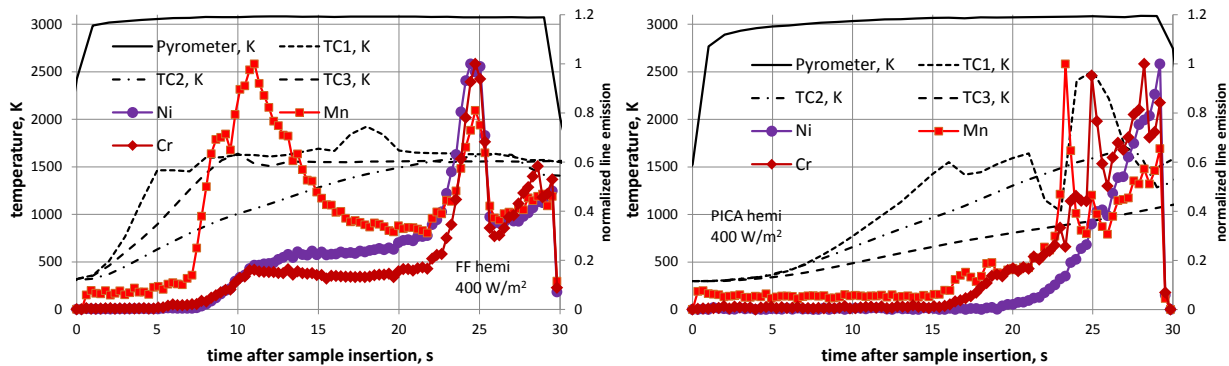 temperature, K
3000
2500
2000
1500
1000
500
0
Pyrometer, K
TC1, K
TC2, K
TC3, K
Ni
Mn
Cr
FF hemi
400 W/m²
1.2
1
0.8
0.6
0.4
0.2
0
normalized line emission
0 5 10 15 20 25 30
time after sample insertion, s
temperature, K
3000
2500
2000
1500
1000
500
0
Pyrometer, K
TC1, K
TC2, K
TC3, K
Ni
Mn
Cr
PICA hemi
400 W/m²
1.2
1
0.8
0.6
0.4
0.2
0
normalized line emission
0 5 10 15 20 25 30
time after sample insertion, s